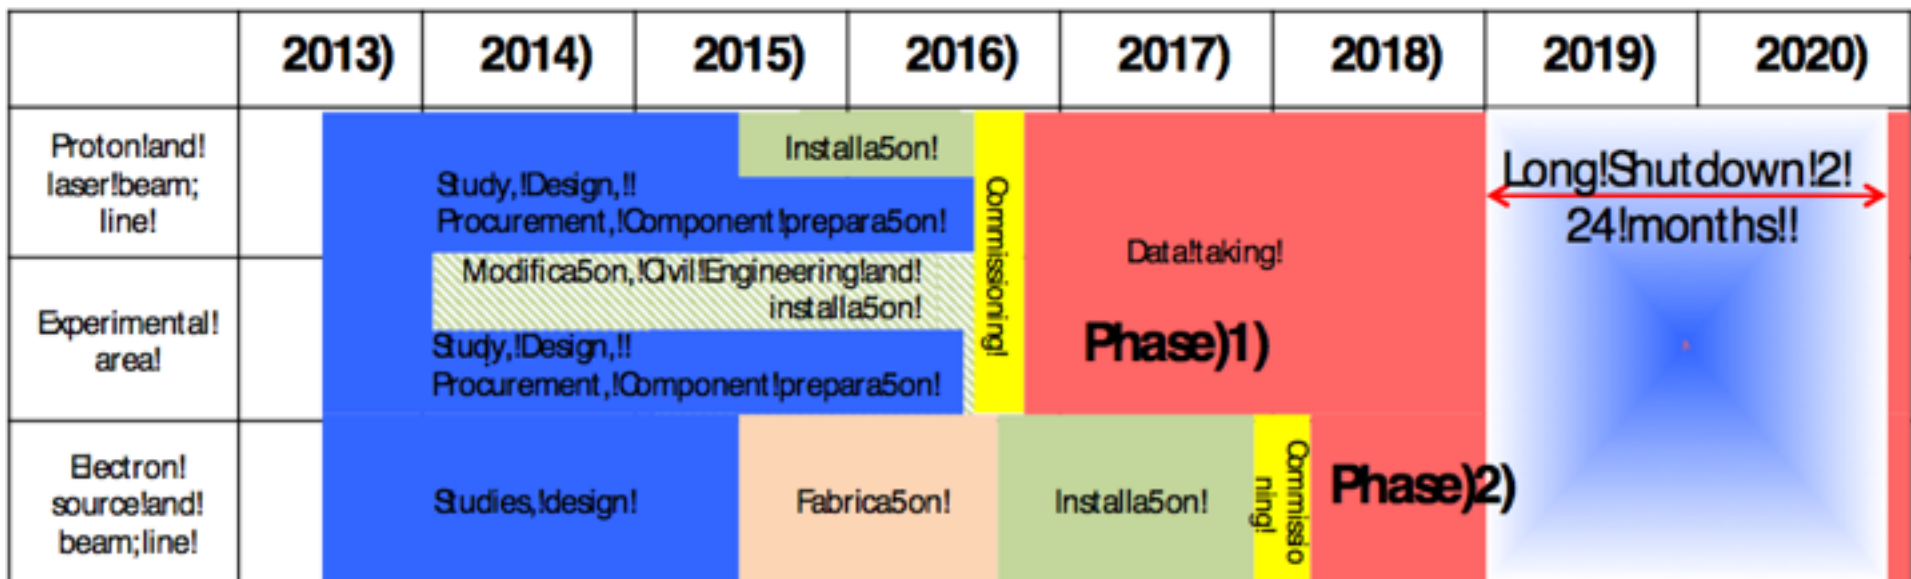 2013) 2014) 2015) 2016) 2017) 2018) 2019) 2020)
Proton!and!
laser!beam;
line!
Installa5on!
Study,!Design,!!
Procurement,!Component!prepara5on!
Commissioning!
Data!taking!
Long!Shutdown!2!
24!months!!
Experimental!
area!
Modifica5on,!Civil!Engineering!and!
installa5on!
Study,!Design,!!
Procurement,!Component!prepara5on!
Phase)1)
Electron!
source!and!
beam;line!
Studies,!design!
Fabrica5on!
Installa5on!
Commissio
ning!
Phase)2)